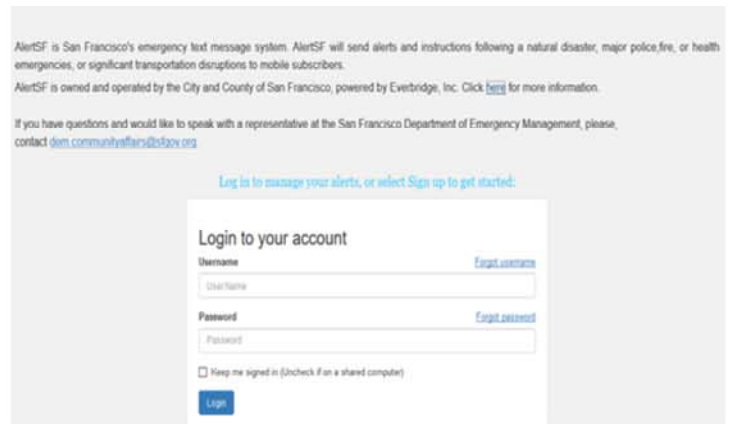 AlertSF is San Francisco's emergency text message system. AlertSF will send alerts and instructions following a natural disaster, major police,fire, or health
emergencies, or significant transportation disruptions to mobile subscribers.
AlertSF is owned and operated by the City and County of San Francisco, powered by Everbridge, Inc. Click here for more information.
If you have questions and would like to speak with a representative at the San Francisco Department of Emergency Management, please,
contact dem.communityaffairs@sfgov.org
Log in to manage your alerts, or select Sign up to get started:
Login to your account
Username Forgot username
UserName
Password Forgot password
Password
Keep me signed in (Uncheck if on a shared computer)
Login